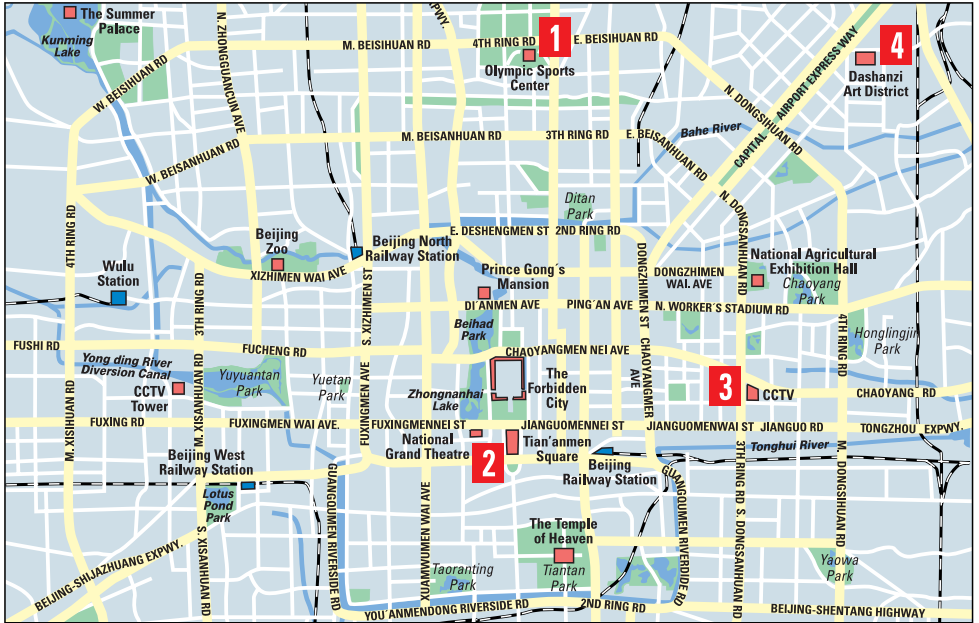 The Summer
Palace
Kunming
Lake
N. ZHONGGUANCUN AVE
W. BEISIHUAN RD
M. BEISIHUAN RD
4TH RING RD
1
E. BEISIHUAN RD
Olympic Sports
Center
EXPWY.
CAPITAL AIRPORT EXPRESS WAY
4
Dashanzi
Art District
N. DONGSIHUAN RD
W. BEISANHUAN RD
M. BEISANHUAN RD
3TH RING RD
E. BEISANHUAN RD
Bahe River
N. DONGSANHUAN RD
Ditan
Park
4TH RING RD
E. DESHENGMEN ST
2ND RING RD
Beijing
Zoo
Beijing North
Railway Station
XIZHIMEN WAI AVE
S. XIZHIMEN ST
Wulu
Station
3TH RING RD
Prince Gong's
Mansion
DONGZHIMEN ST
DONGZHIMEN
WAI. AVE
National Agricultural
Exhibition Hall
Chaoyang
Park
DI'ANMEN AVE
PING'AN AVE
N. WORKER'S STADIUM RD
4TH RING RD
Honglingjin
Park
Beihad
Park
FUSHI RD
FUCHENG RD
CHAOYANGMEN NEI AVE
CHAOYANGMER
AVE
Yong ding River
Diversion Canal
CCTV
Tower
Yuyuantan
Park
Yuetan
Park
Zhongnanhai
Lake
The
Forbidden
City
3
CCTV
CHAOYANG RD
M. XISIHUAN RD
M. XISANHUAN RD
FUXINGMEN AVE
FUXING RD
FUXINGMEN WAI AVE.
FUXINGMENNEI ST
JIANGUOMENNEI ST
JIANGUOMENWAI ST
JIANGUO RD
TONGZHOU EXPWY.
National
Grand Theatre
2
Tian'anmen
Square
Tonghui River
Beijing
Railway Station
Beijing West
Railway Station
Lotus
Pond
Park
S. XISANHUAN RD
GUANGOUMEN RIVERSIDE RD
XUANWUMEN WAI AVE
GUANGQUMEN RIVERSIDE RD
3TH RING RD
S. DONGSANHUAN RD
M. DONGSIHUAN RD
The Temple
of Heaven
Tiantan
Park
Taoranting
Park
Yaowa
Park
BEIJING-SHIJAZHUANG EXPWY.
YOU ANMENDONG RIVERSIDE RD
2ND RING RD
BEIJING-SHENTANG HIGHWAY